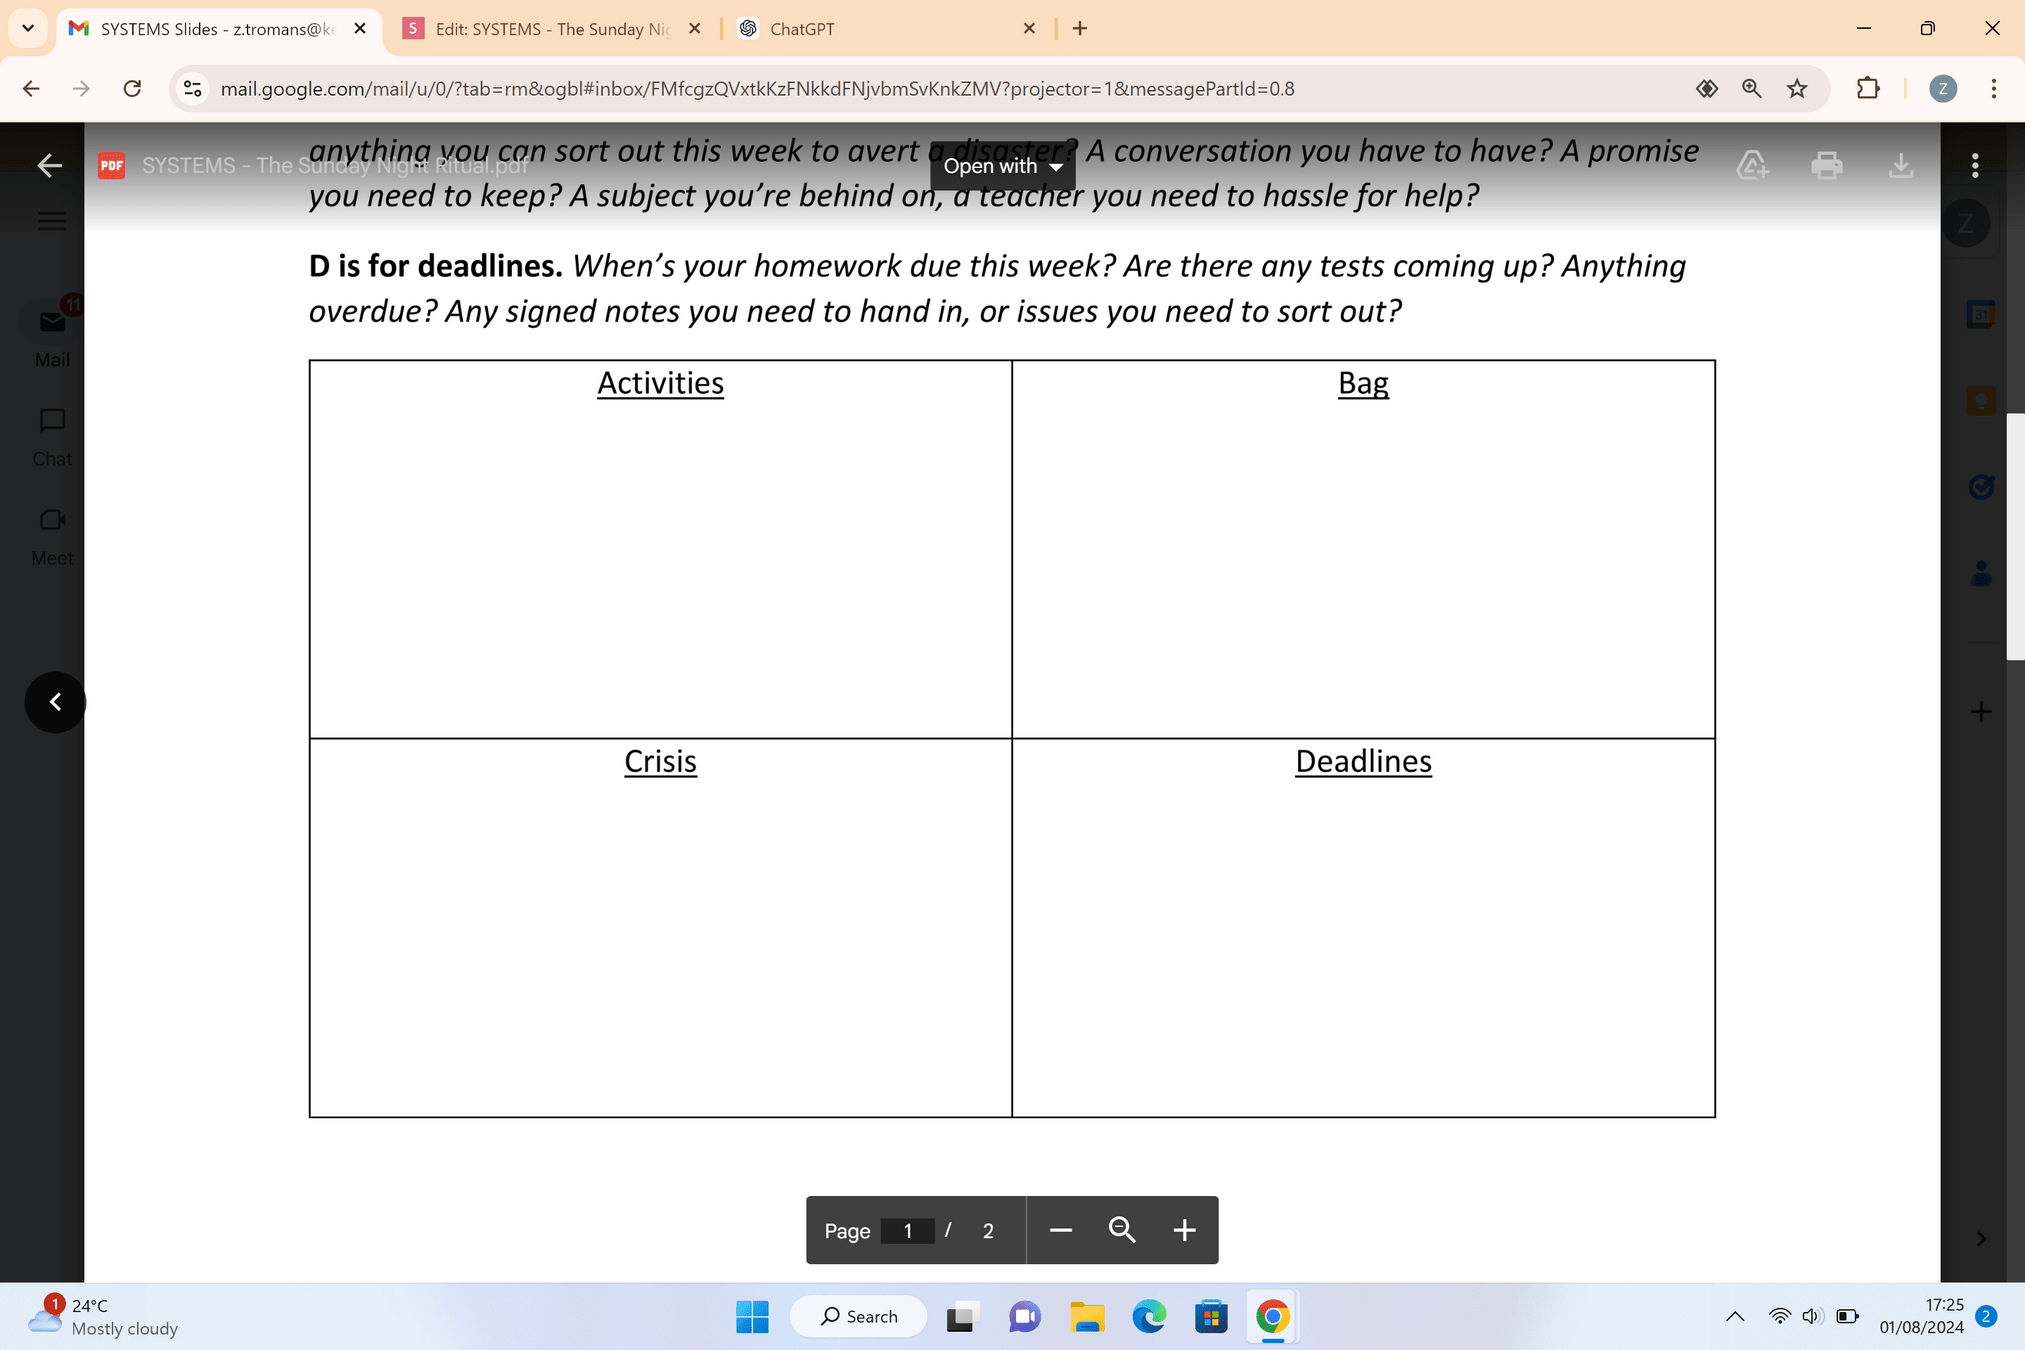 SYSTEMS Slides - z.tromans@ke
Edit: SYSTEMS - The Sunday Nig
ChatGPT
mail.google.com/mail/u/0/?tab=rm&ogbl#inbox/FMfcgzQVxtkKzFNkkdFNjvbmSvKnkZMV?projector=1&messagePartId=0.8
Z
PDF
SYSTEMS - The Sunday Night Ritual.pdf
Open with
anything you can sort out this week to avert a disaster? A conversation you have to have? A promise
you need to keep? A subject you're behind on, a teacher you need to hassle for help?
Z
D is for deadlines. When's your homework due this week? Are there any tests coming up? Anything
overdue? Any signed notes you need to hand in, or issues you need to sort out?
11
Mail
31
Chat
Meet
Activities
Bag
Crisis
Deadlines
Page 1 / 2
1
24°C
Mostly cloudy
Search
17:25
01/08/2024
2